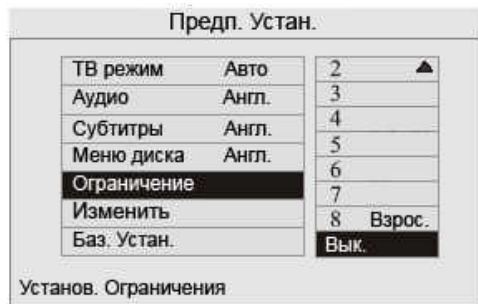 Предп. Устан.
ТВ режим Авто
Аудио Англ.
Субтитры Англ.
Меню диска Англ.
Ограничение
Изменить
Баз. Устан.
2
3
4
5
6
7
8 Взрос.
Вык.
Установ. Ограничения